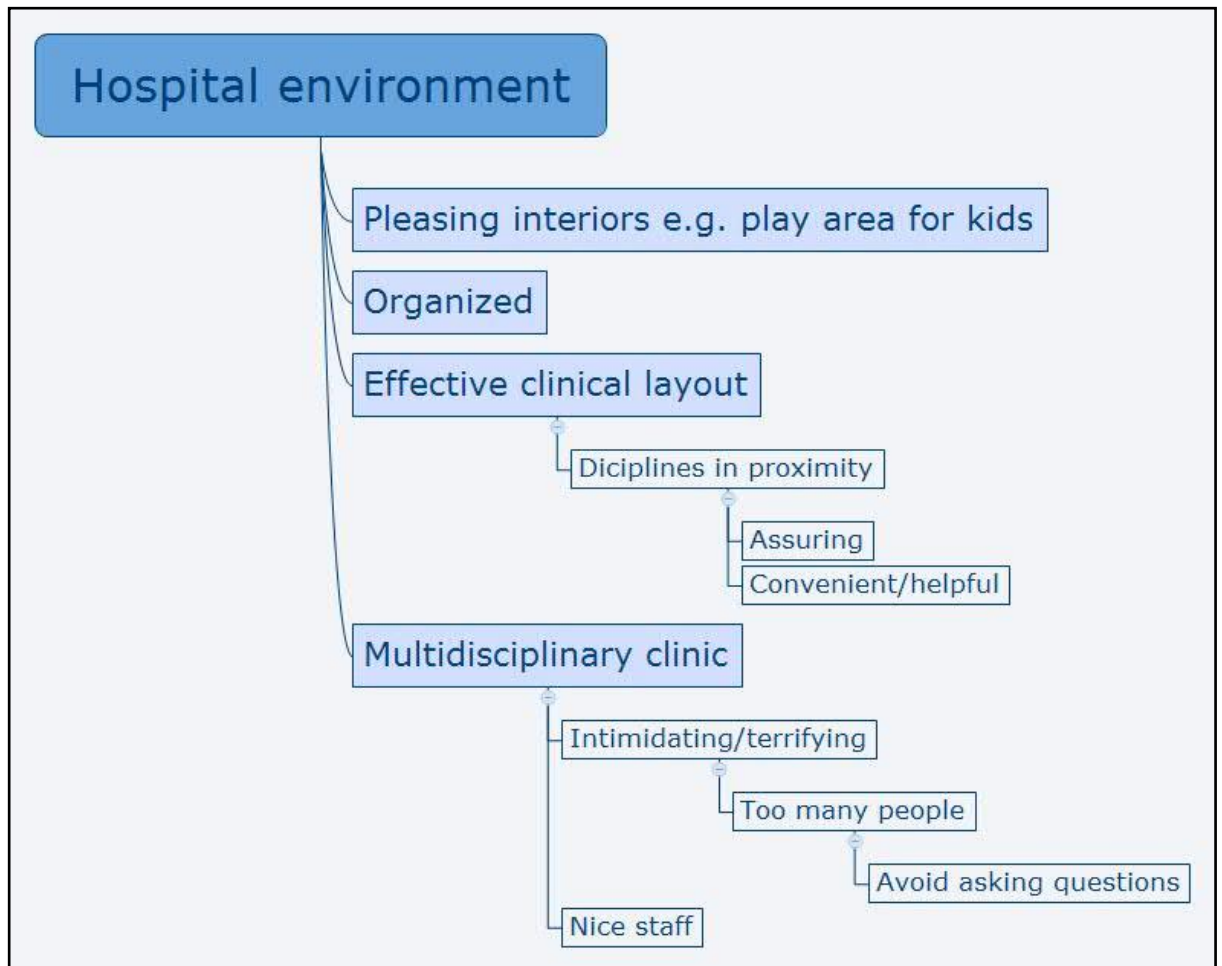 Hospital environment
Pleasing interiors e.g. play area for kids
Organized
Effective clinical layout
Diciplines in proximity
Assuring
Convenient/helpful
Multidisciplinary clinic
Intimidating/terrifying
Too many people
Avoid asking questions
Nice staff